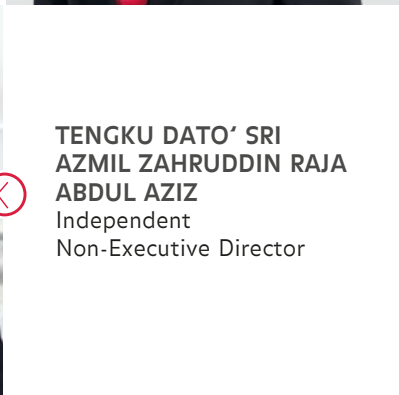 TENGKU DATO‘ SRI
AZMIL ZAHRUDDIN RAJA
ABDUL AZIZ
Independent
Non-Executive Director